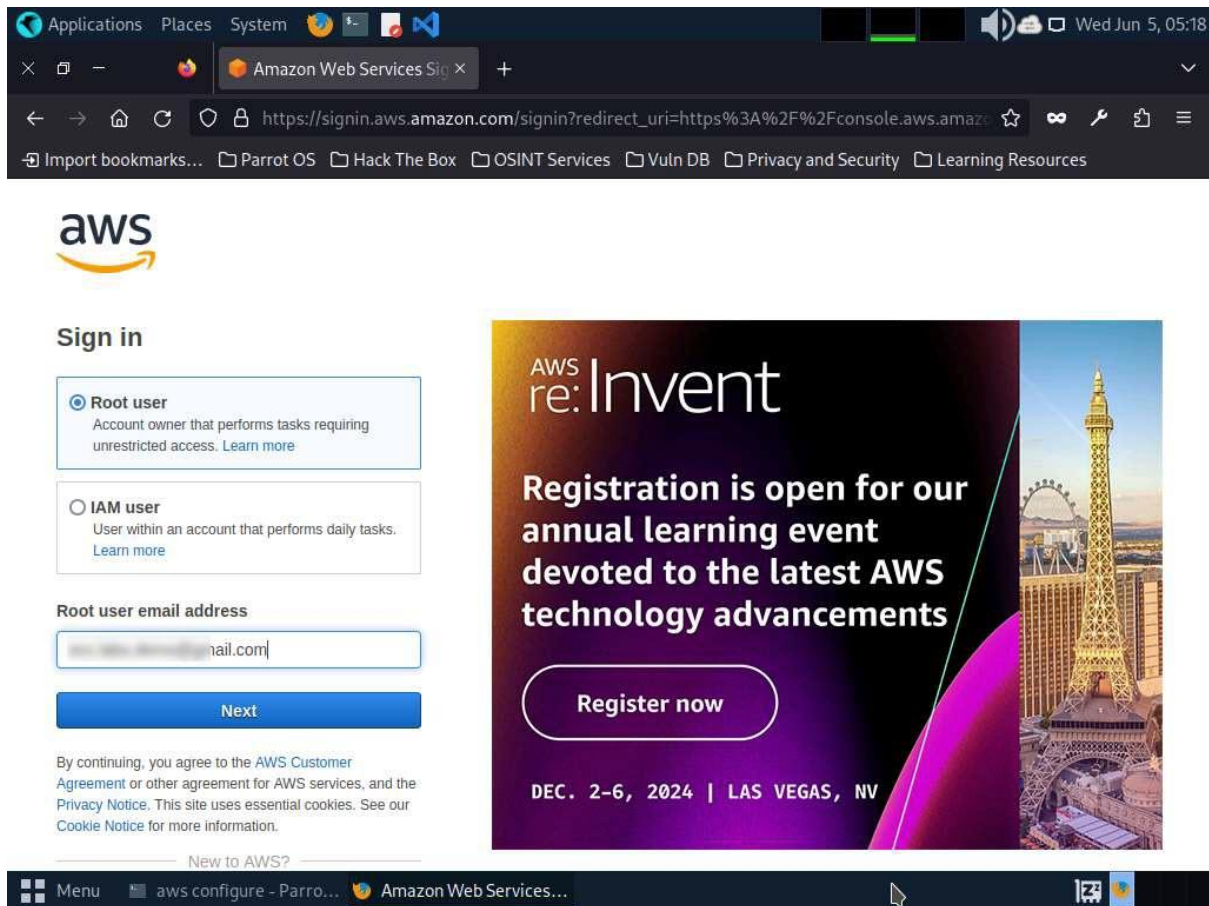 Applications Places System Wed Jun 5, 05:18
Amazon Web Services Sig
https://signin.aws.amazon.com/signin?redirect_uri=https%3A%2F%2Fconsole.aws.amazo
Import bookmarks... Parrot OS Hack The Box OSINT Services Vuln DB Privacy and Security Learning Resources
aws
Sign in
Root user
Account owner that performs tasks requiring
unrestricted access. Learn more
IAM user
User within an account that performs daily tasks.
Learn more
Root user email address
mail.com
Next
By continuing, you agree to the AWS Customer
Agreement or other agreement for AWS services, and the
Privacy Notice. This site uses essential cookies. See our
Cookie Notice for more information.
New to AWS?
AWS
re:Invent
Registration is open for our
annual learning event
devoted to the latest AWS
technology advancements
Register now
DEC. 2-6, 2024 | LAS VEGAS, NV
Menu aws configure - Parro... Amazon Web Services...